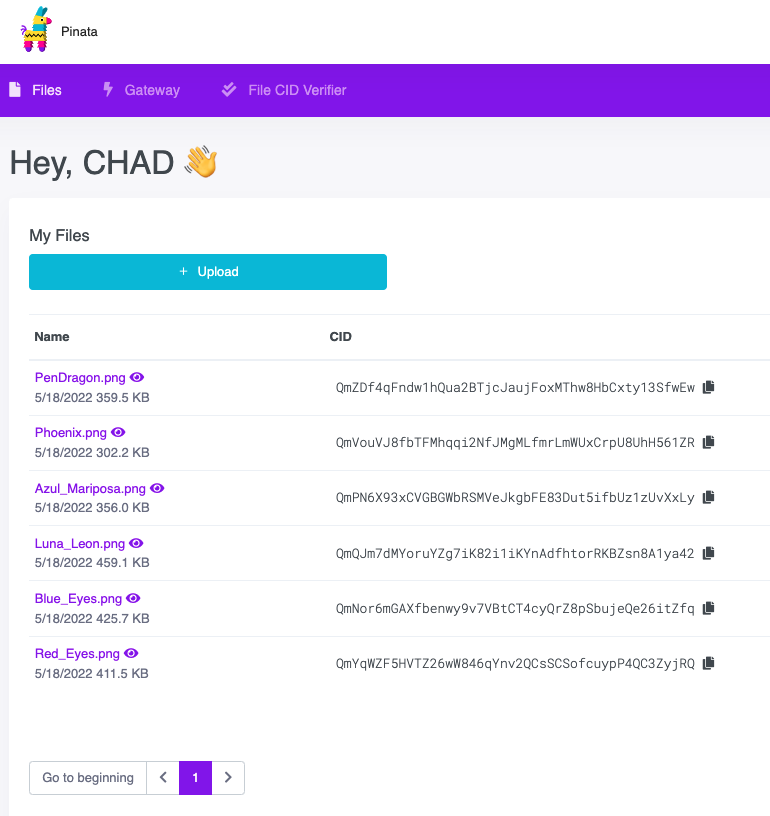 Pinata
Files Gateway File CID Verifier
Hey, CHAD 👋
My Files
+ Upload
Name CID
PenDragon.png
5/18/2022 359.5 KB
QmZDf4qFndw1hQua2BTjcJaujFoxMThw8HbCxty13SfwEw
Phoenix.png
5/18/2022 302.2 KB
QmVouVJ8fbTFMhqqi2NfJMgMLfmrLmWUxCrpU8UhH561ZR
Azul_Mariposa.png
5/18/2022 356.0 KB
QmPN6X93xCVGBGWbRSMVeJkgbFE83Dut5ifbUz1zUvXxLy
Luna_Leon.png
5/18/2022 459.1 KB
QmQJm7dMYoruYZg7iK82i1iKYnAdfhtorRKBZsn8A1ya42
Blue_Eyes.png
5/18/2022 425.7 KB
QmNor6mGAXfbenwy9v7VBtCT4cyQrZ8pSbujeQe26itZfq
Red_Eyes.png
5/18/2022 411.5 KB
QmYqWZF5HVTZ26wW846qYnv2QCsSCSofcuypP4QC3ZyjRQ
Go to beginning 1